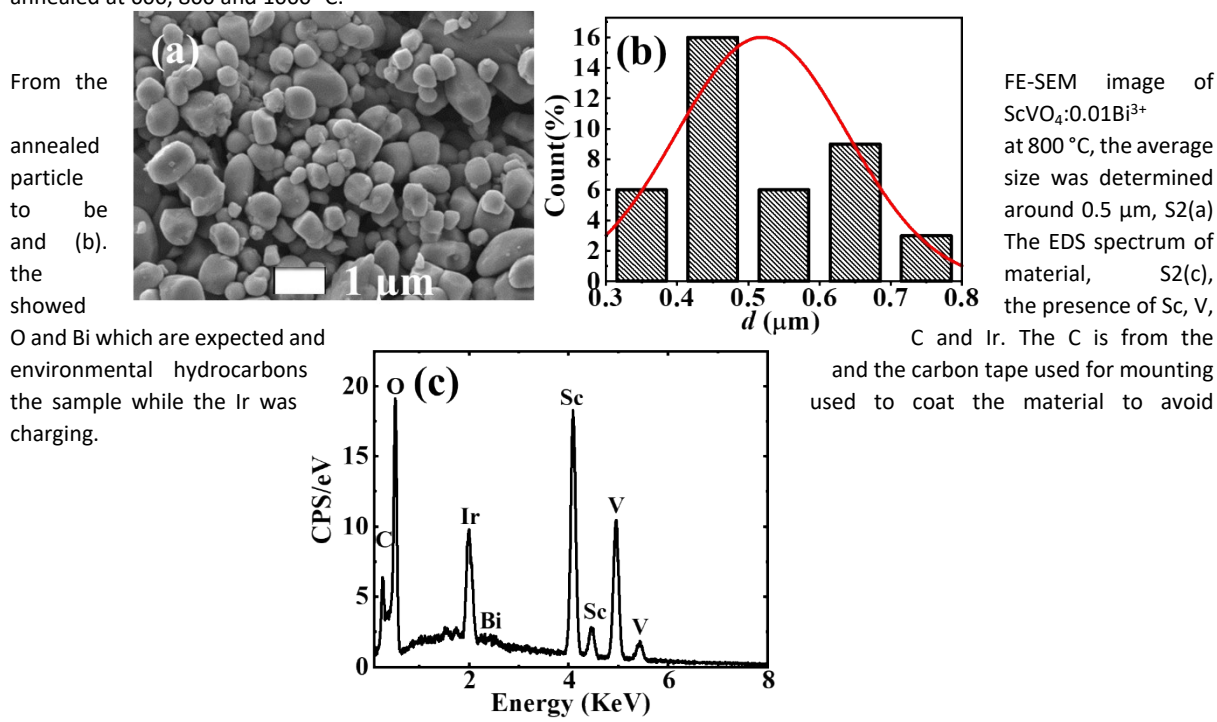 annealed at 600, 800 and 1000 °C.
(a)
1 µm
(b)
16
14
12
10
8
6
4
2
0
Count(%)
0.3 0.4 0.5 0.6 0.7 0.8
d (µm)
From the FE-SEM image of
ScVO4:0.01Bi3+
annealed at 800 °C, the average
particle size was determined
to be around 0.5 µm, S2(a)
and (b). The EDS spectrum of
the material, S2(c),
showed the presence of Sc, V,
O and Bi which are expected and C and Ir. The C is from the
environmental hydrocarbons and the carbon tape used for mounting
the sample while the Ir was used to coat the material to avoid
charging.
(c)
20
15
10
5
0
CPS/eV
C
O
Ir
Bi
Sc
Sc
V
V
2 4 6 8
Energy (KeV)